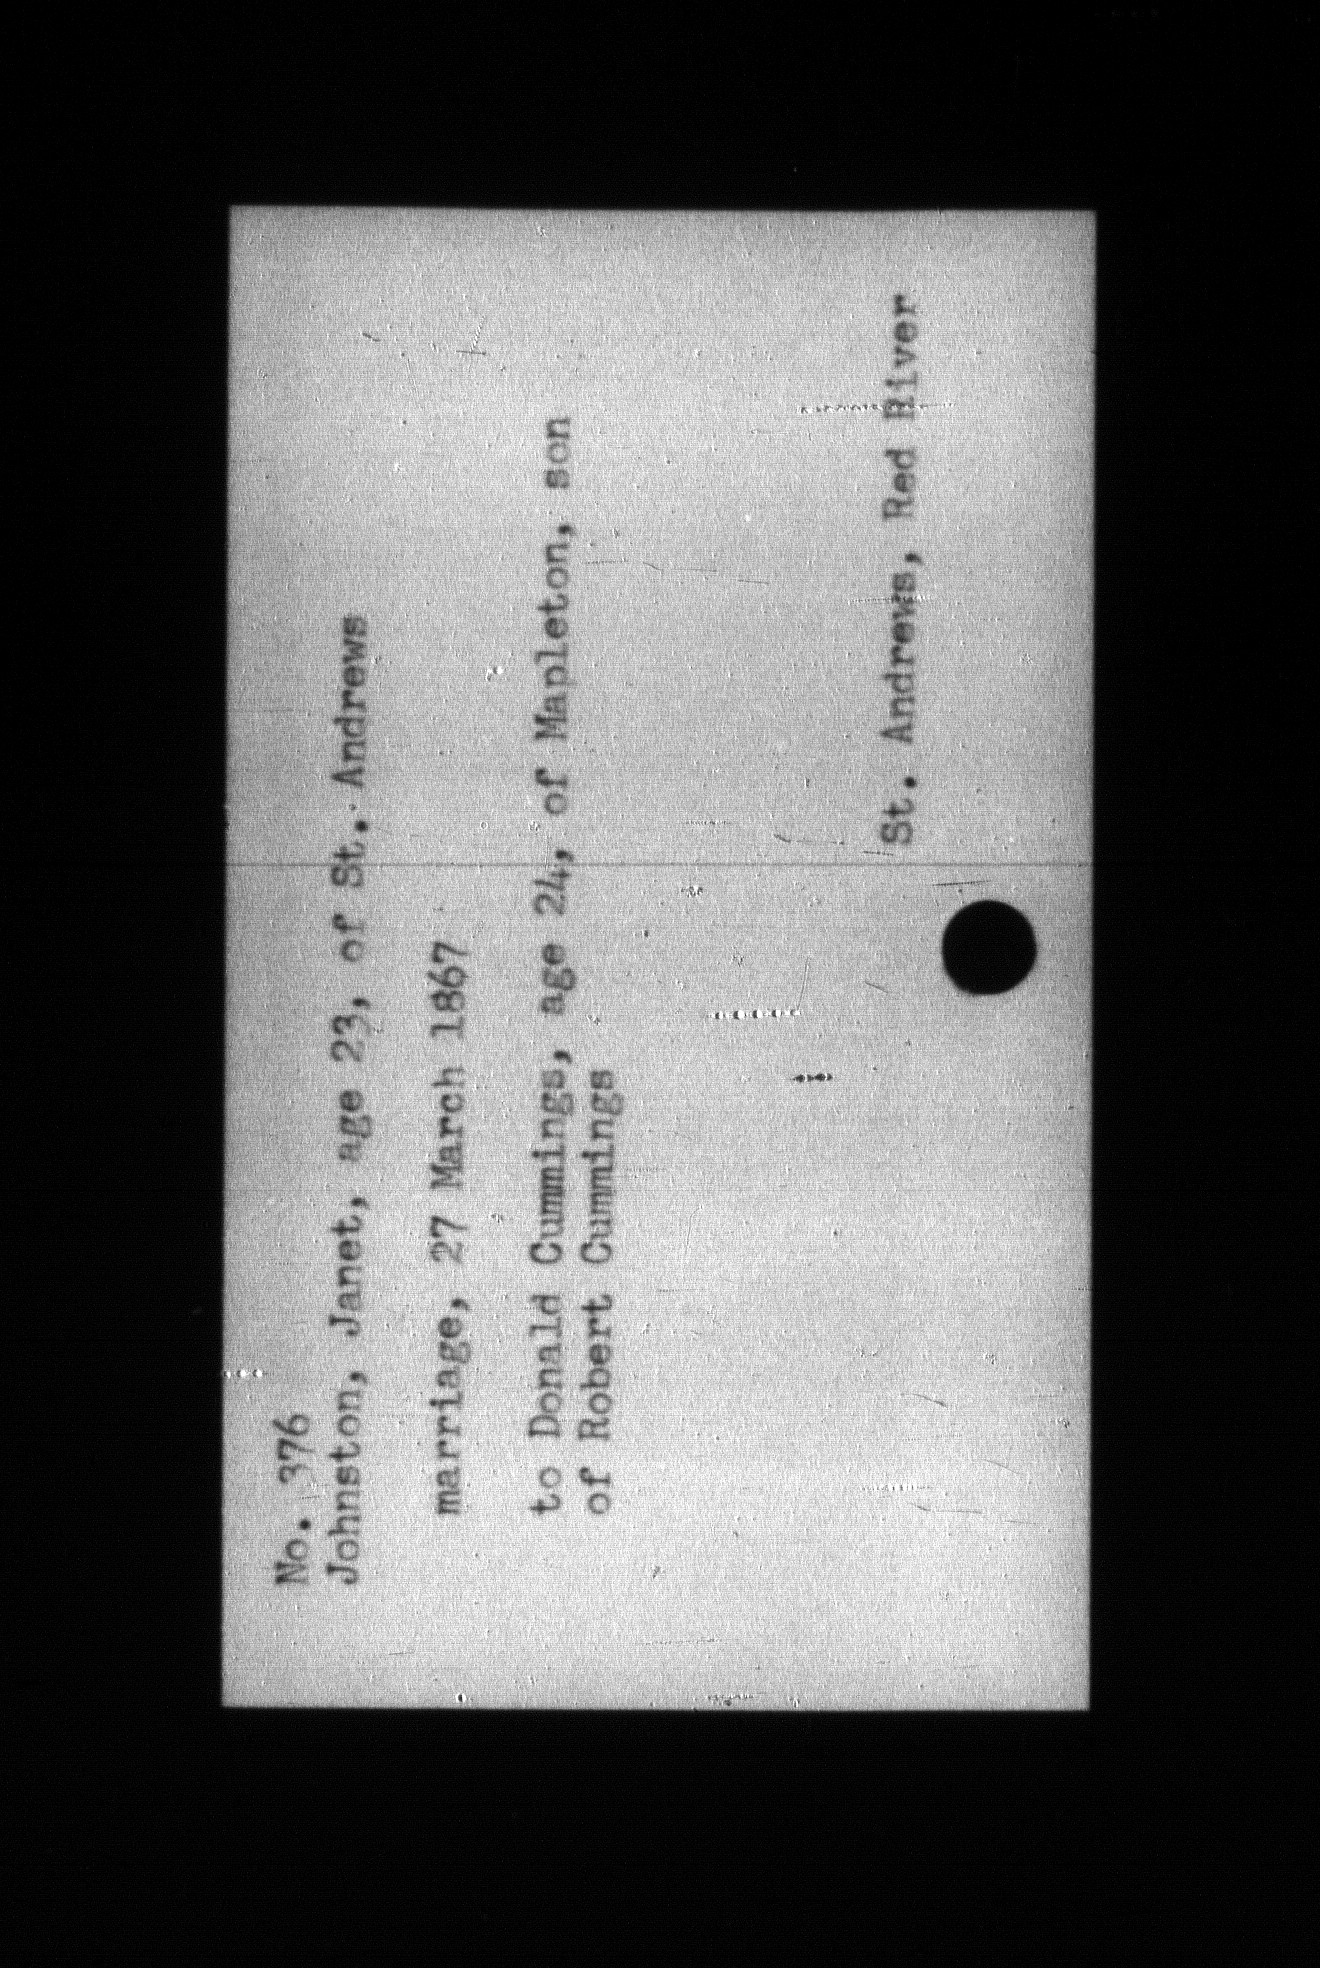 No. 376
Johnston, Janet, age 23, of St. Andrews
marriage, 27 March 1867
to Donald Cummings, age 24, of Mapleton, son
of Robert Cummings
St. Andrews, Red River